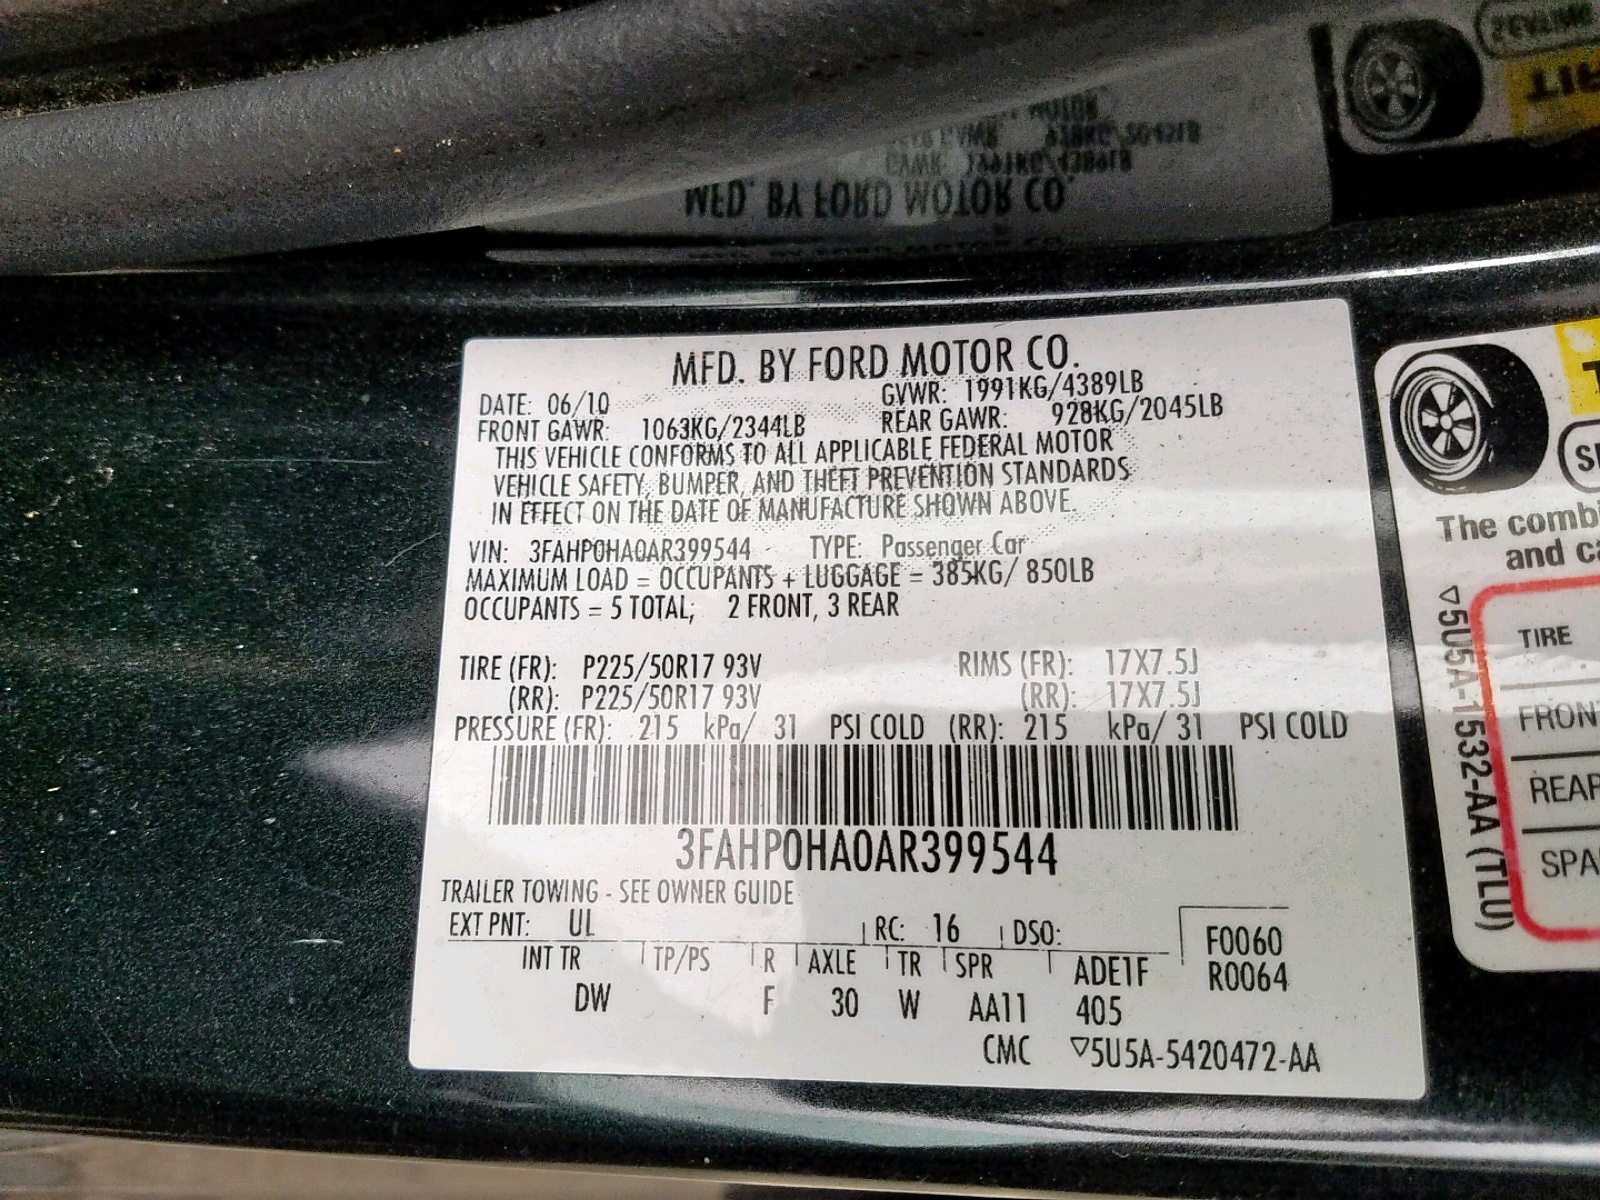 MFD. BY FORD MOTOR CO.
DATE: 06/10 GVWR: 1991KG/4389LB
FRONT GAWR: 1063KG/2344LB REAR GAWR: 928KG/2045LB
THIS VEHICLE CONFORMS TO ALL APPLICABLE FEDERAL MOTOR
VEHICLE SAFETY, BUMPER, AND THEFT PREVENTION STANDARDS
IN EFFECT ON THE DATE OF MANUFACTURE SHOWN ABOVE.
VIN: 3FAHP0HA0AR399544 TYPE: Passenger Car
MAXIMUM LOAD = OCCUPANTS + LUGGAGE = 385KG/ 850LB
OCCUPANTS = 5 TOTAL; 2 FRONT, 3 REAR
TIRE (FR): P225/50R17 93V RIMS (FR): 17X7.5J
(RR): P225/50R17 93V (RR): 17X7.5J
PRESSURE (FR): 215 kPa/ 31 PSI COLD (RR): 215 kPa/ 31 PSI COLD
3FAHP0HA0AR399544
TRAILER TOWING - SEE OWNER GUIDE
EXT PNT: UL RC: 16 DSO: F0060
INT TR TP/PS R AXLE TR SPR ADE1F R0064
DW F 30 W AA11 405
CMC ▽5U5A-5420472-AA
The combi
and ca
▽5U5A-1532-AA (TLU)
TIRE
FRONT
REAR
SPA